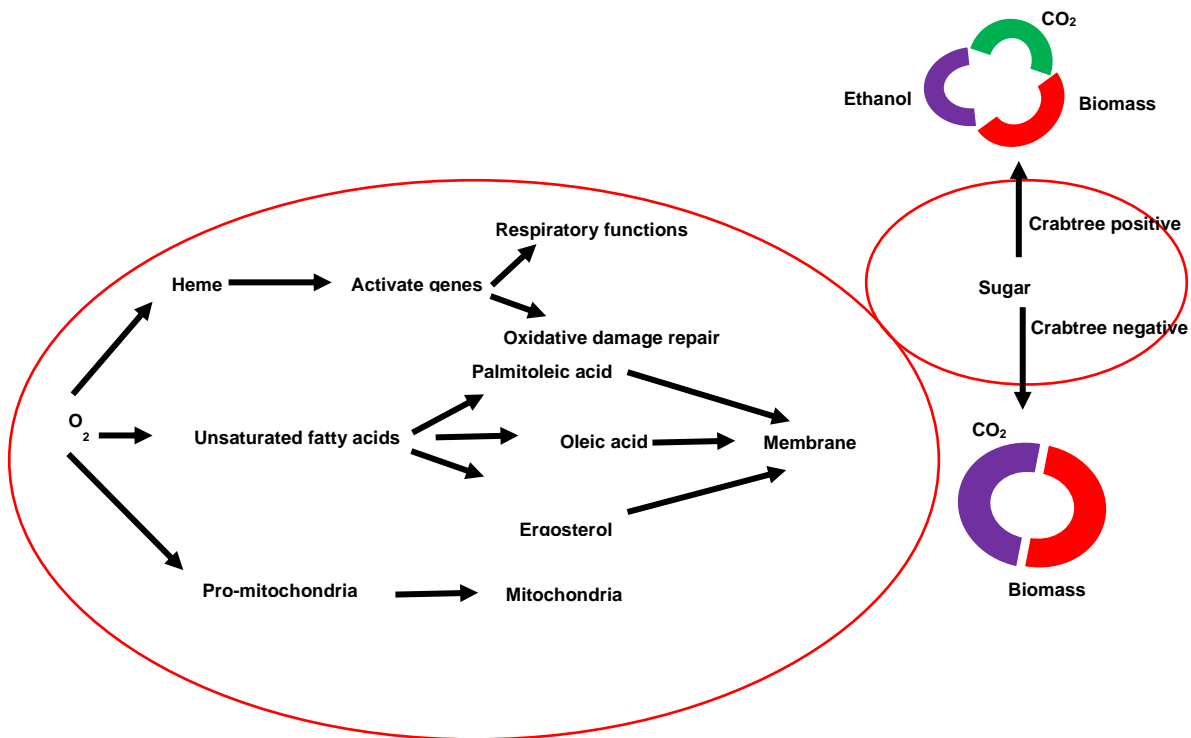 CO₂
Ethanol
Biomass
Respiratory functions
Crabtree positive
Heme
Activate genes
Sugar
Oxidative damage repair
Crabtree negative
Palmitoleic acid
O₂
Unsaturated fatty acids
Oleic acid
Membrane
CO₂
Ergosterol
Pro-mitochondria
Mitochondria
Biomass